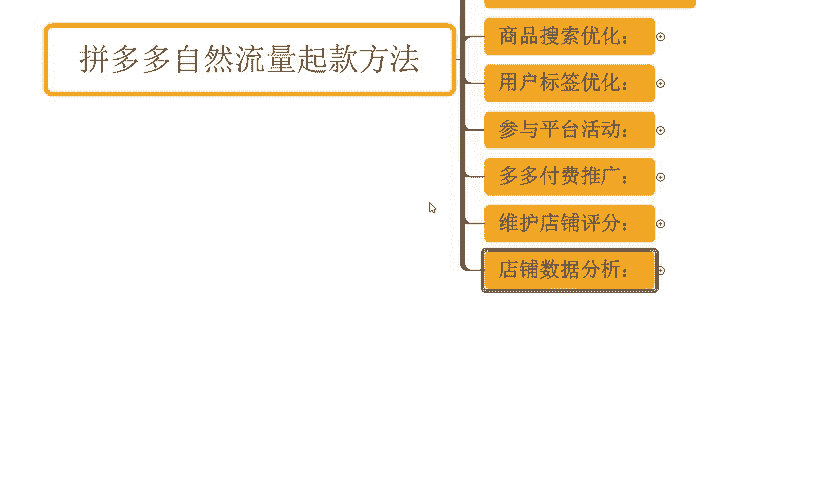 拼多多自然流量起款方法
商品搜索优化：
用户标签优化：
参与平台活动：
多多付费推广：
维护店铺评分：
店铺数据分析：